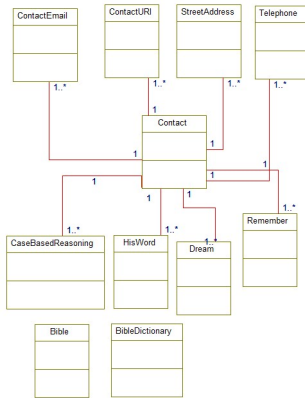 ContactEmail
ContactURI
StreetAddress
Telephone
1..*
1..*
1..*
1..*
1
Contact
1
1
1
1
1
1
1
1..*
1..*
1..*
1..*
CaseBasedReasoning
HisWord
Dream
Remember
Bible
BibleDictionary